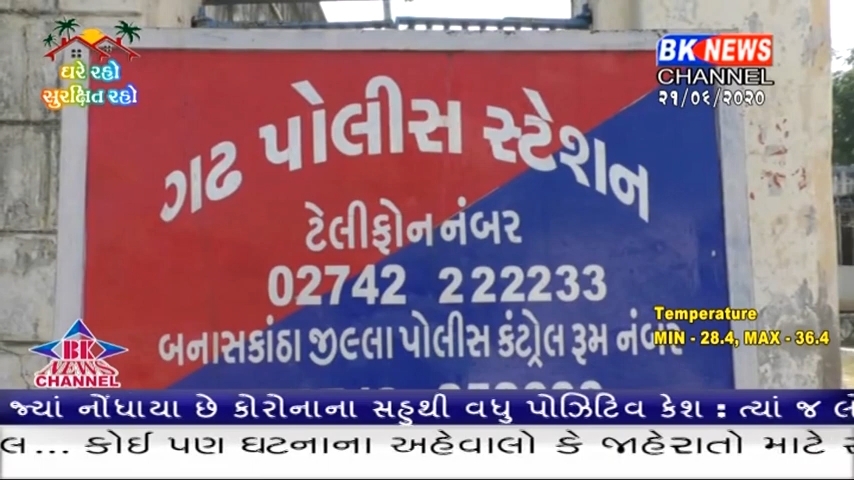 ઘરે રહો
સુરક્ષિત રહો
BK NEWS
CHANNEL
૨૧/૦૬/૨૦૨૦
ગઢ પોલીસ સ્ટેશન
ટેલીફોન નંબર
02742 222233
બનાસકાંઠા જીલ્લા પોલીસ કંટ્રોલ રૂમ નંબર
Temperature
MIN - 28.4, MAX - 36.4
BK
NEWS
CHANNEL
જ્યાં નોંધાયા છે કોરોનાના સહુથી વધુ પોઝિટિવ કેશ : ત્યાં જ
લ... કોઈ પણ ઘટનાના અહેવાલો કે જાહેરાતો માટે